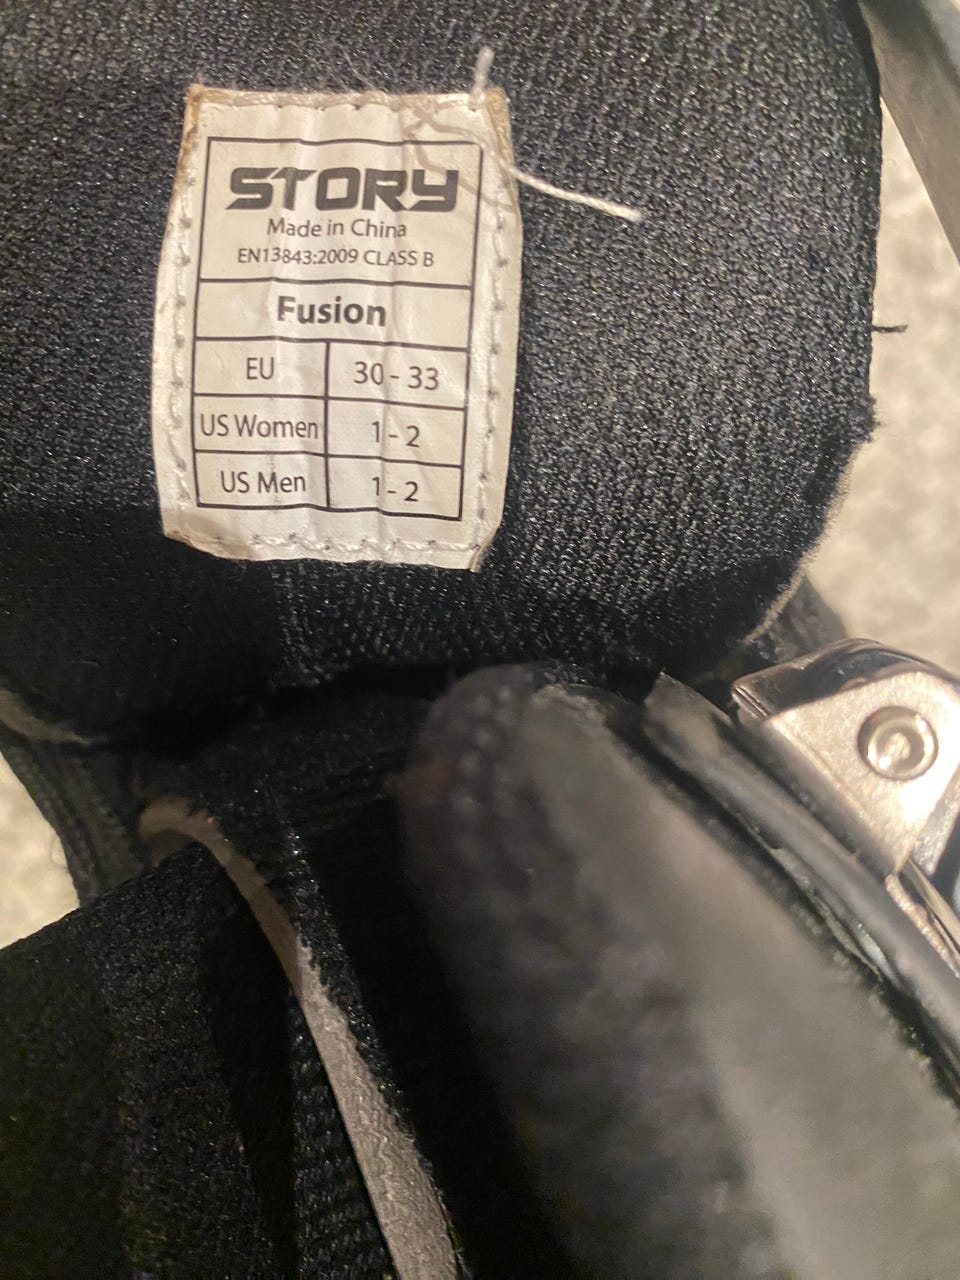 STORY
Made in China
EN13843:2009 CLASS B
Fusion
EU 30 - 33
US Women 1 - 2
US Men 1 - 2